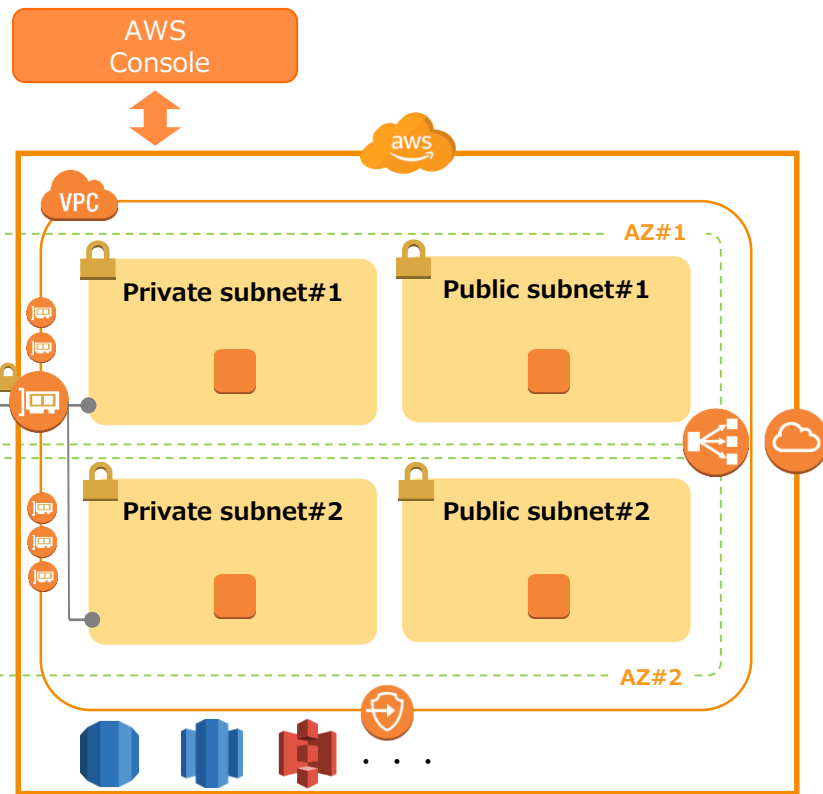 AWS
Console
aws
VPC
AZ#1
Private subnet#1
Public subnet#1
Private subnet#2
Public subnet#2
AZ#2
· · ·